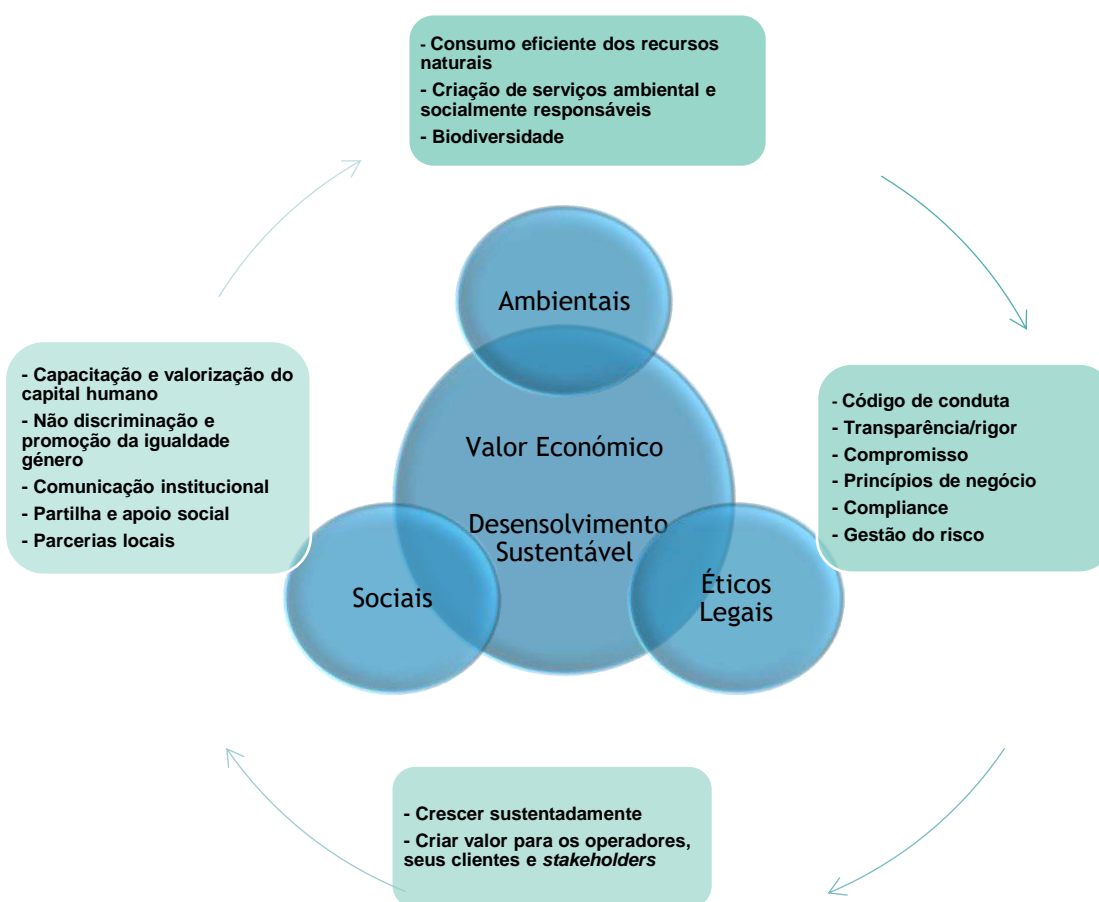 - Consumo eficiente dos recursos
naturais
- Criação de serviços ambiental e
socialmente responsáveis
- Biodiversidade
Ambientais
- Capacitação e valorização do
capital humano
- Não discriminação e
promoção da igualdade
género
- Comunicação institucional
- Partilha e apoio social
- Parcerias locais
Valor Económico
Desensolvimento
Sustentável
- Código de conduta
- Transparência/rigor
- Compromisso
- Princípios de negócio
- Compliance
- Gestão do risco
Sociais
Éticos
Legais
- Crescer sustentadamente
- Criar valor para os operadores,
seus clientes e stakeholders